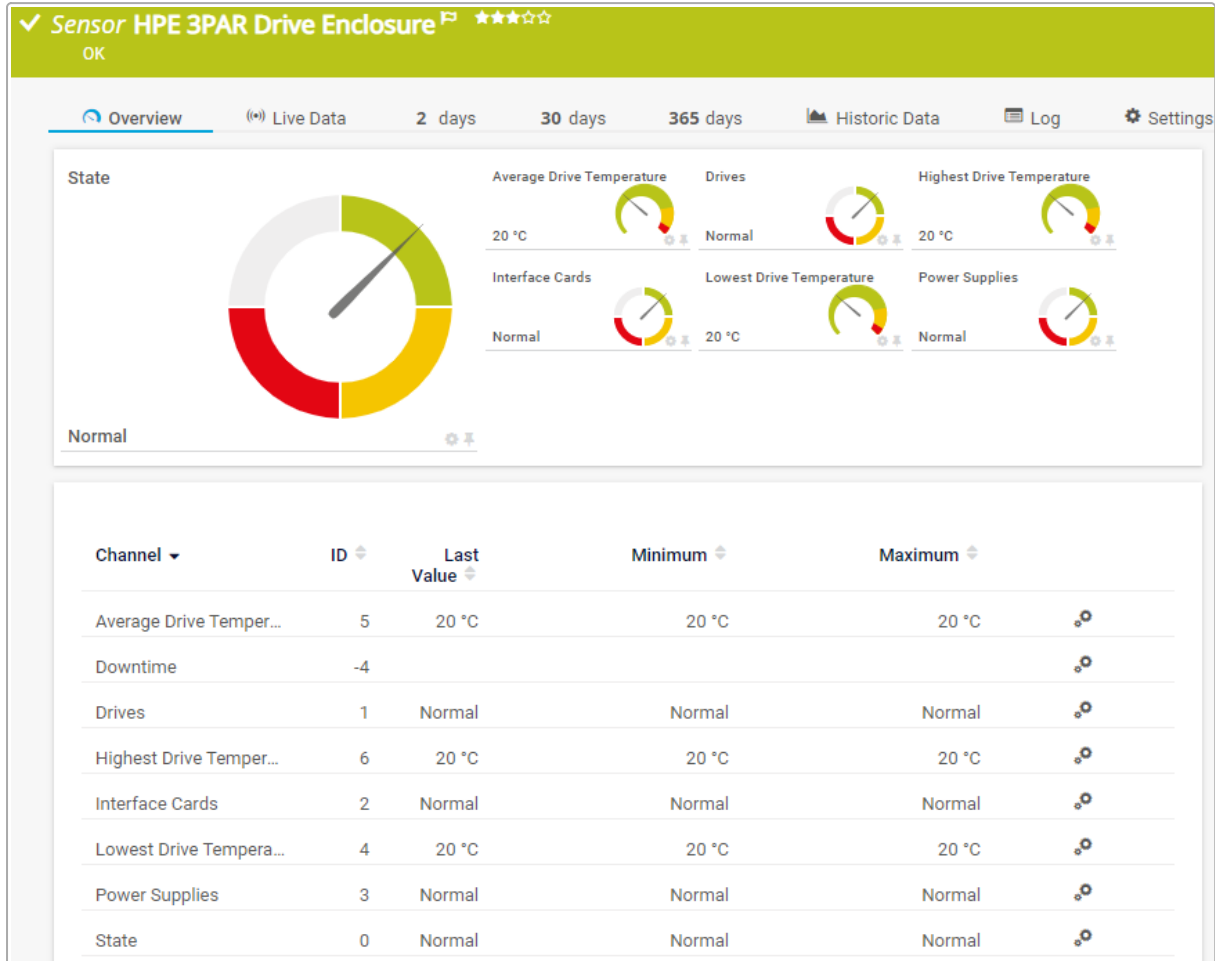 Sensor HPE 3PAR Drive Enclosure
OK
Overview Live Data 2 days 30 days 365 days Historic Data Log Settings
State
Normal
Average Drive Temperature
20 °C
Drives
Normal
Highest Drive Temperature
20 °C
Interface Cards
Normal
Lowest Drive Temperature
20 °C
Power Supplies
Normal
Channel ID Last Value Minimum Maximum
Average Drive Temper... 5 20 °C 20 °C 20 °C
Downtime -4
Drives 1 Normal Normal Normal
Highest Drive Temper... 6 20 °C 20 °C 20 °C
Interface Cards 2 Normal Normal Normal
Lowest Drive Tempera... 4 20 °C 20 °C 20 °C
Power Supplies 3 Normal Normal Normal
State 0 Normal Normal Normal